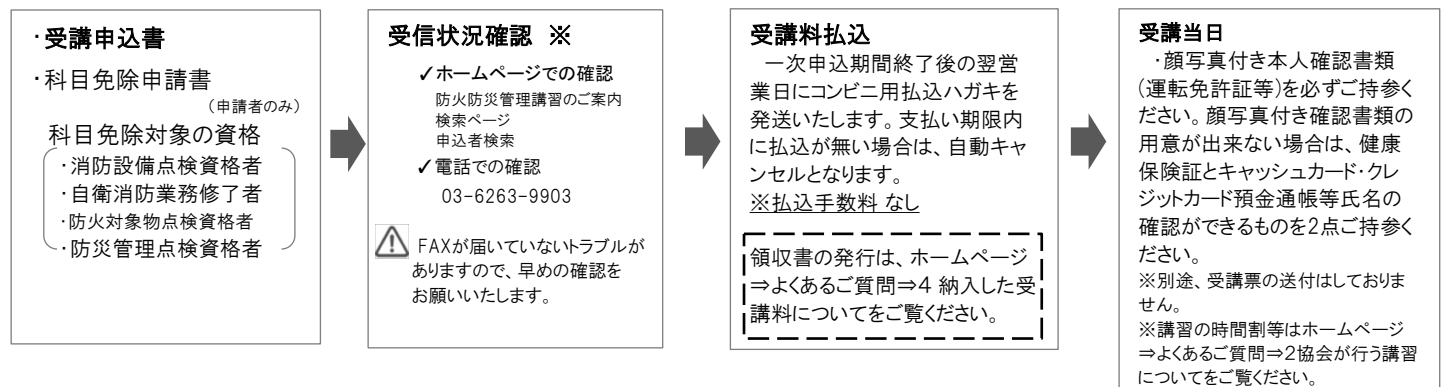 ・受講申込書
・科目免除申請書
（申請者のみ）
科目免除対象の資格
・消防設備点検資格者
・自衛消防業務修了者
・防火対象物点検資格者
・防災管理点検資格者
受信状況確認 ※
✓ホームページでの確認
防火防災管理講習のご案内
検索ページ
申込者検索
✓電話での確認
03-6263-9903
FAXが届いていないトラブルが
ありますので、早めの確認を
お願いいたします。
受講料払込
一次申込期間終了後の翌営
業日にコンビニ用払込ハガキを
発送いたします。支払い期限内
に払込が無い場合は、自動キャ
ンセルとなります。
※払込手数料 なし
領収書の発行は、ホームページ
⇒よくあるご質問⇒4 納入した受
講料についてをご覧ください。
受講当日
・顔写真付き本人確認書類
(運転免許証等)を必ずご持参く
ださい。顔写真付き確認書類の
用意が出来ない場合は、健康
保険証とキャッシュカード・クレ
ジットカード預金通帳等氏名の
確認ができるものを2点ご持参く
ださい。
※別途、受講票の送付はしておりま
せん。
※講習の時間割等はホームページ
⇒よくあるご質問⇒2協会が行う講習
についてをご覧ください。